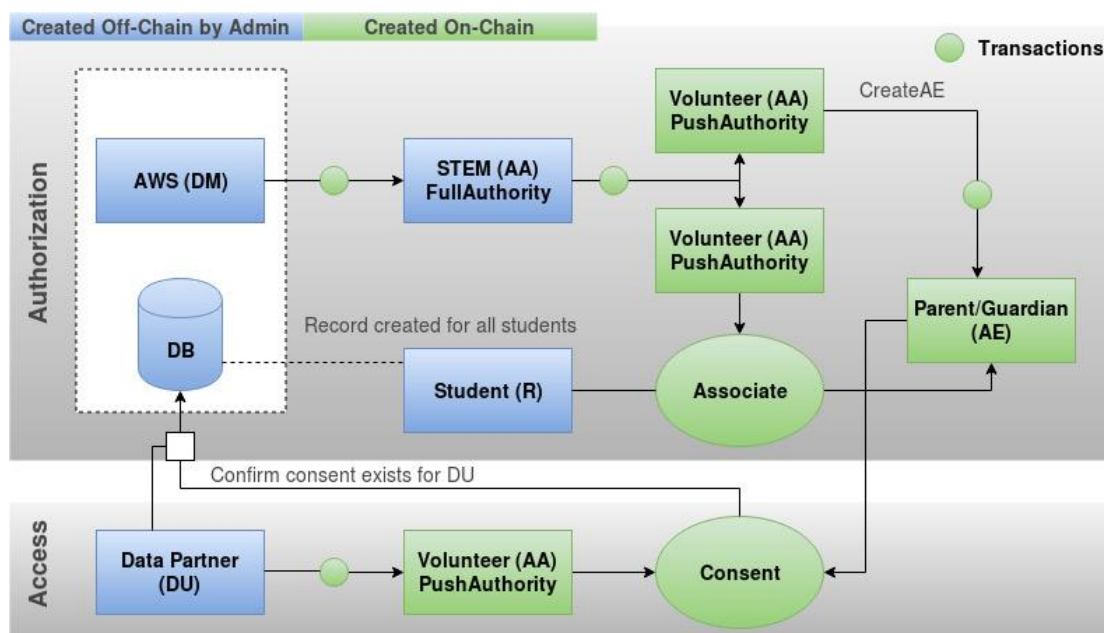 Created Off-Chain by Admin
Created On-Chain
Transactions
Authorization
AWS (DM)
STEM (AA)
FullAuthority
Volunteer (AA)
PushAuthority
CreateAE
Volunteer (AA)
PushAuthority
DB
Record created for all students
Parent/Guardian
(AE)
Student (R)
Associate
Confirm consent exists for DU
Access
Data Partner
(DU)
Volunteer (AA)
PushAuthority
Consent